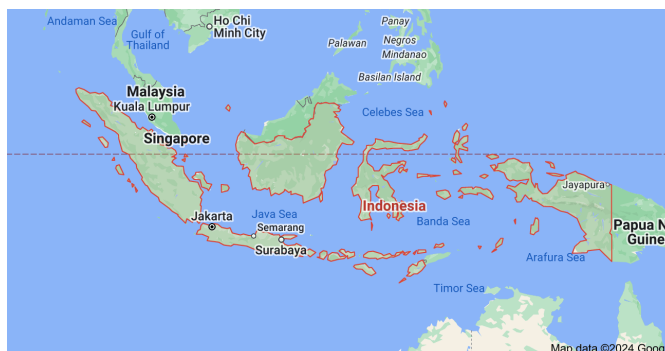 Andaman Sea
Ho Chi
Minh City
Panay
Gulf of
Thailand
Palawan
Negros
Mindanao
Basilan Island
Malaysia
Kuala Lumpur
Celebes Sea
Singapore
Jayapura
Indonesia
Jakarta
Java Sea
Semarang
Banda Sea
Papua N
Guine
Surabaya
Arafura Sea
Timor Sea
Map data ©2024 Goog